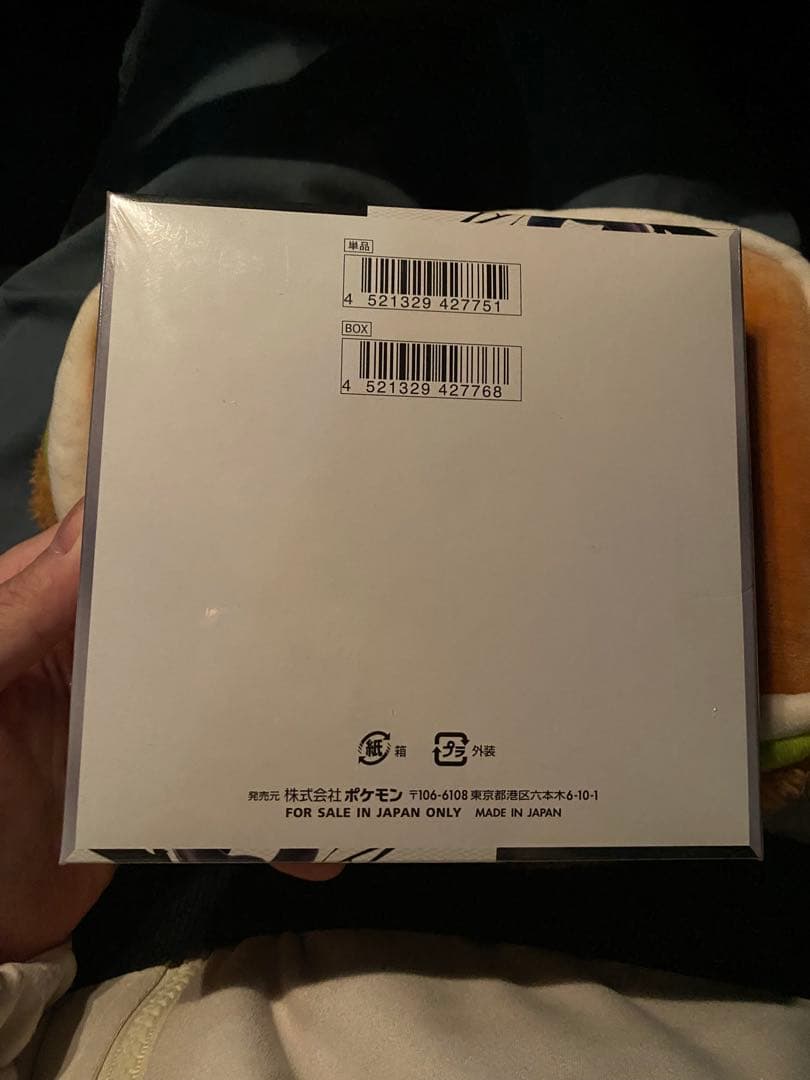 単品
4 521329 427751
BOX
4 521329 427768
紙 箱 プラ 外装
発売元 株式会社 ポケモン 〒106-6108 東京都港区六本木6-10-1
FOR SALE IN JAPAN ONLY MADE IN JAPAN